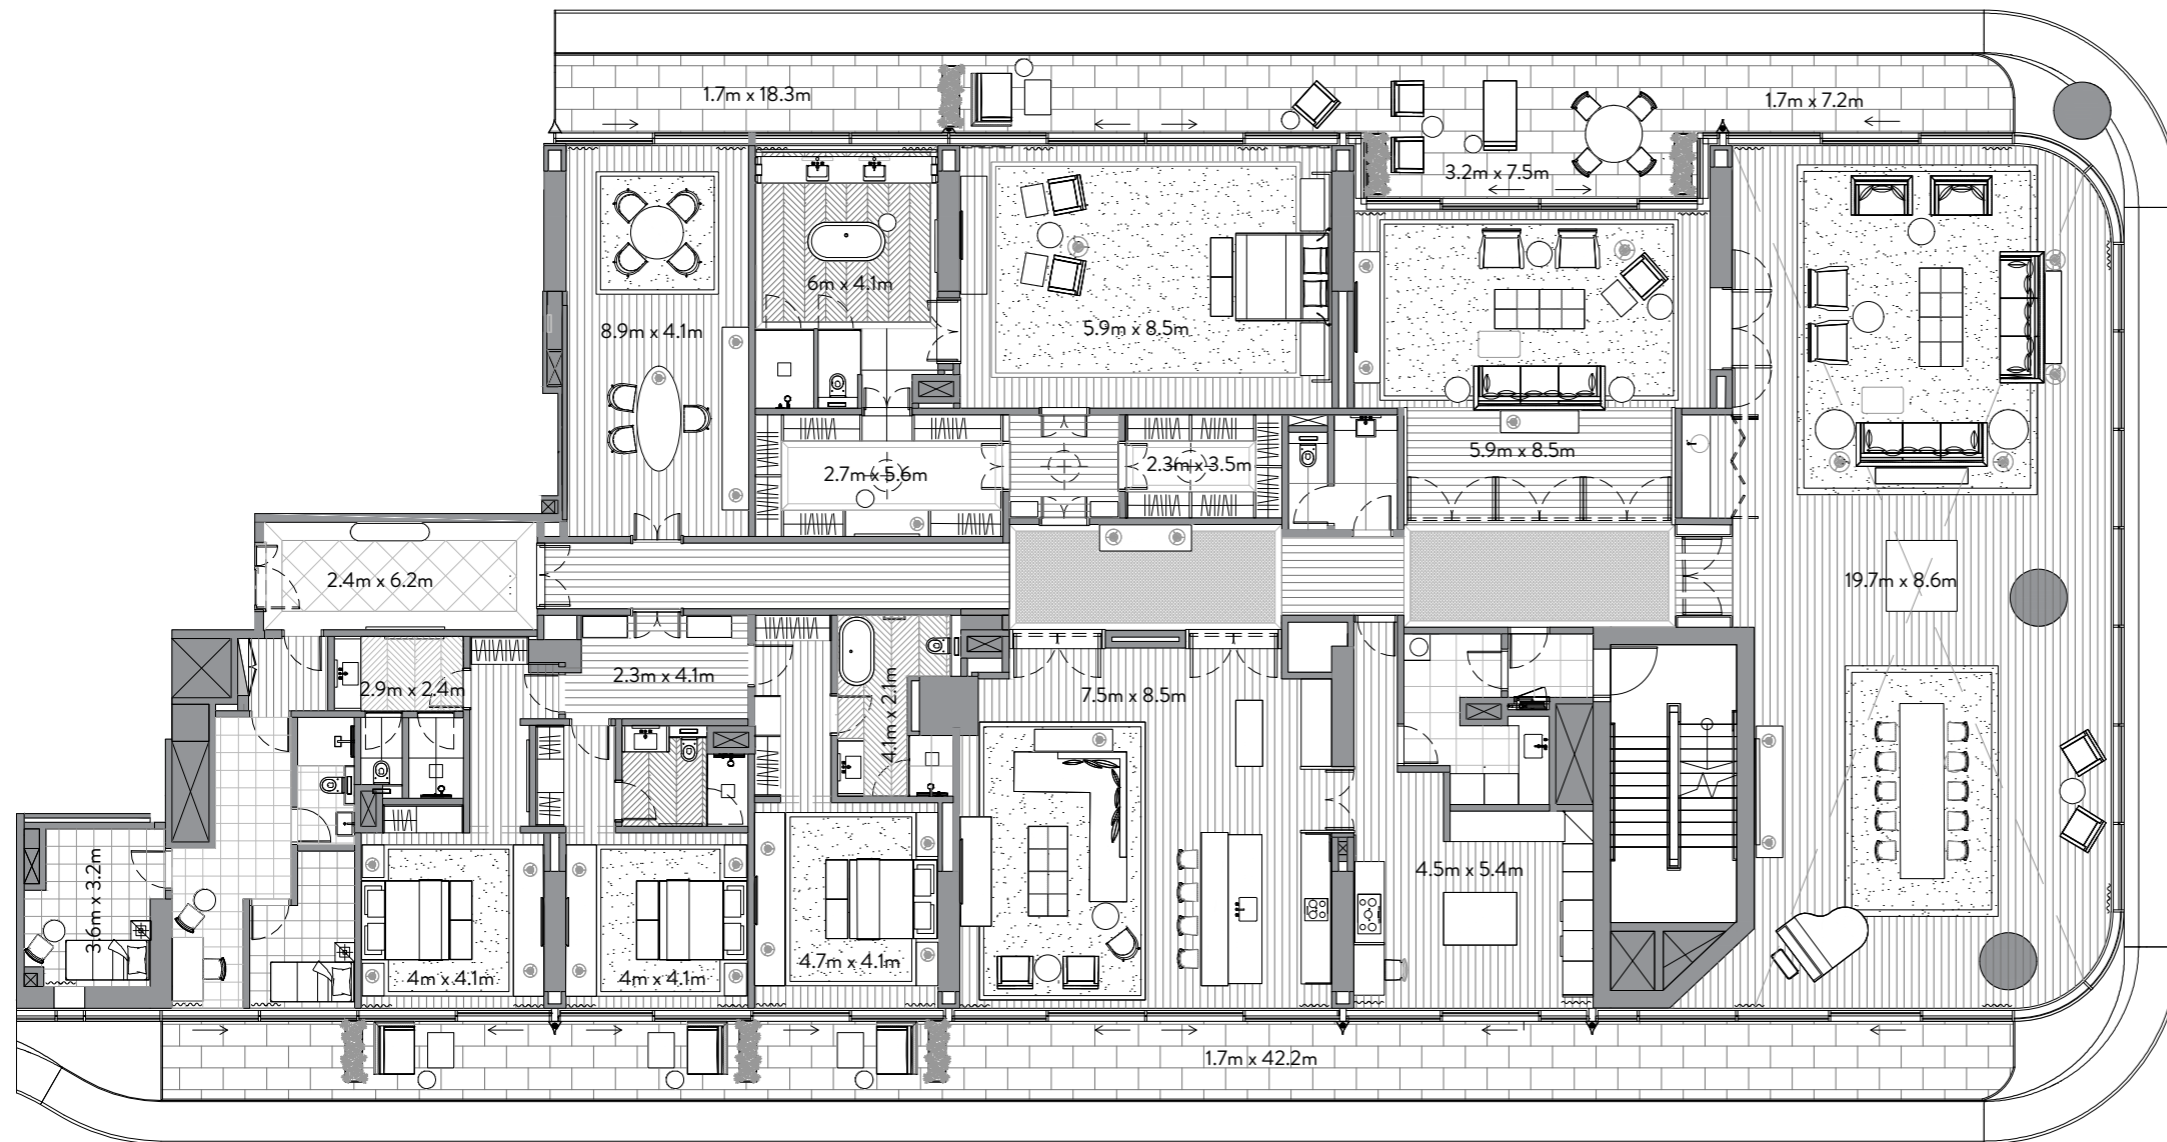 1.7m x 18.3m
1.7m x 7.2m
3.2m x 7.5m
6m x 4.1m
8.9m x 4.1m
5.9m x 8.5m
5.9m x 8.5m
2.7m x 5.6m
2.3m x 3.5m
2.4m x 6.2m
19.7m x 8.6m
2.9m x 2.4m
2.3m x 4.1m
4.1m x 2.1m
7.5m x 8.5m
3.6m x 3.2m
4.5m x 5.4m
4m x 4.1m
4m x 4.1m
4.7m x 4.1m
1.7m x 42.2m